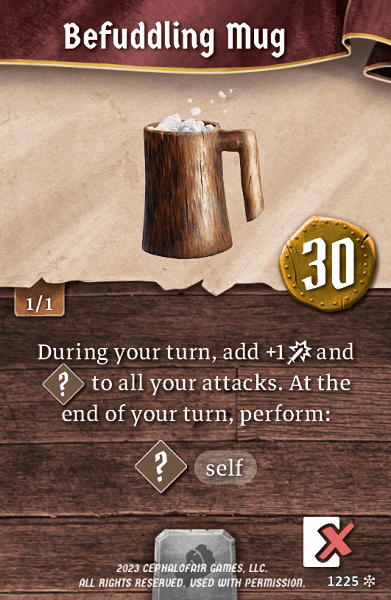 Befuddling Mug
30
1/1
During your turn, add +1 and
? to all your attacks. At the
end of your turn, perform:
? self
2023 CEPHALOFAIR GAMES, LLC.
ALL RIGHTS RESERVED. USED WITH PERMISSION.
1225